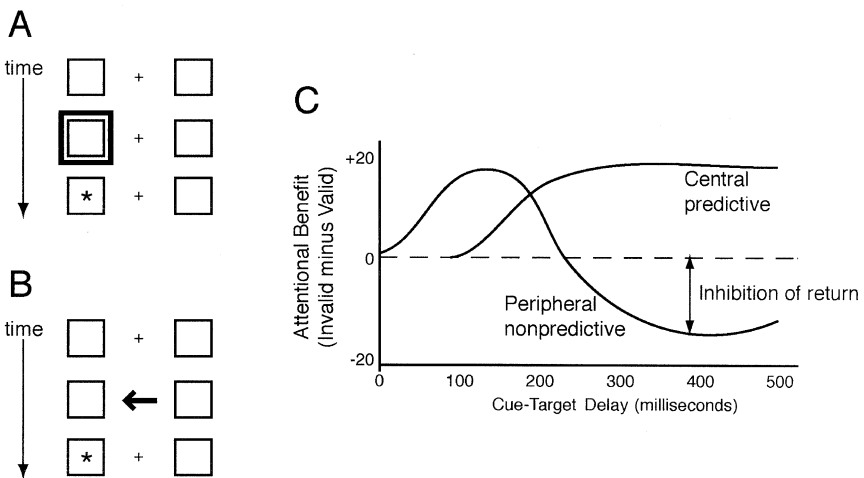 A
time
+
+
*
+
B
time
+
*
+
C
Attentional Benefit
(Invalid minus Valid)
+20
0
-20
Central
predictive
Peripheral
nonpredictive
Inhibition of return
0
100
200
300
400
500
Cue-Target Delay (milliseconds)